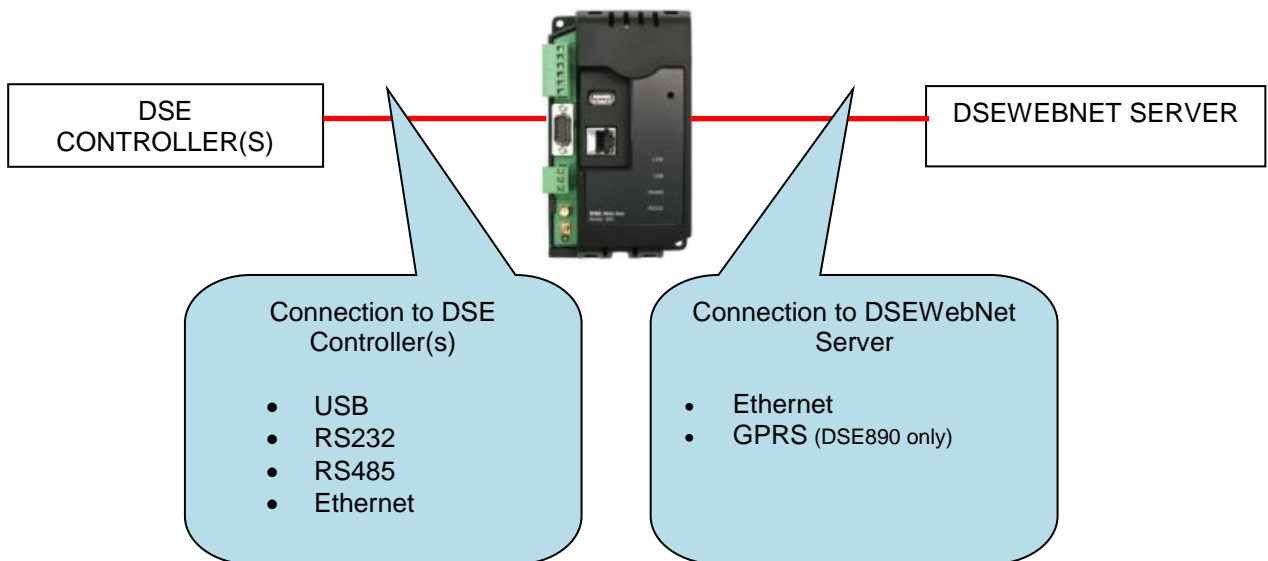 DSE
CONTROLLER(S)
DSEWEBNET SERVER
Connection to DSE
Controller(s)
• USB
• RS232
• RS485
• Ethernet
Connection to DSEWebNet
Server
• Ethernet
• GPRS (DSE890 only)